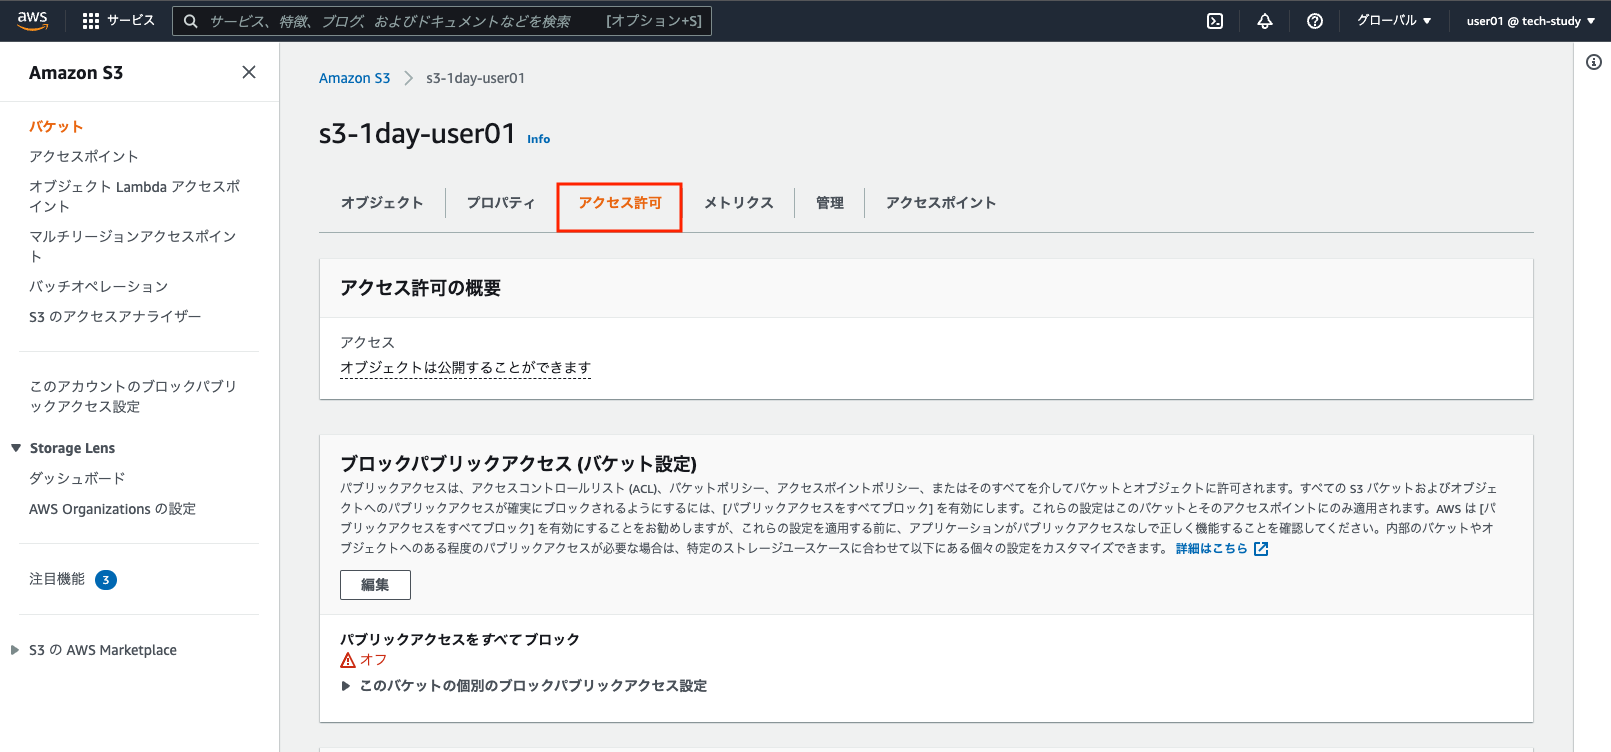 aws サービス サービス、特徴、ブログ、およびドキュメントなどを検索 [オプション+S] グローバル ▼ user01 @ tech-study ▼
Amazon S3
バケット
アクセスポイント
オブジェクト Lambda アクセスポ
イント
マルチリージョンアクセスポイン
ト
バッチオペレーション
S3 のアクセスアナライザー
このアカウントのブロックパブリ
ックアクセス設定
▼ Storage Lens
ダッシュボード
AWS Organizations の設定
注目機能 3
▶ S3 の AWS Marketplace
Amazon S3 > s3-1day-user01
s3-1day-user01 Info
オブジェクト プロパティ アクセス許可 メトリクス 管理 アクセスポイント
アクセス許可の概要
アクセス
オブジェクトは公開することができます
ブロックパブリックアクセス (バケット設定)
パブリックアクセスは、アクセスコントロールリスト (ACL)、バケットポリシー、アクセスポイントポリシー、またはそのすべてを介してバケットとオブジェクトに許可されます。すべての S3 バケットおよびオブジェ
クトへのパブリックアクセスが確実にブロックされるようにするには、[パブリックアクセスをすべてブロック] を有効にします。これらの設定はこのバケットとそのアクセスポイントにのみ適用されます。AWS は [パ
ブリックアクセスをすべてブロック] を有効にすることをお勧めしますが、これらの設定を適用する前に、アプリケーションがパブリックアクセスなしで正しく機能することを確認してください。内部のバケットやオ
ブジェクトへのある程度のパブリックアクセスが必要な場合は、特定のストレージユースケースに合わせて以下にある個々の設定をカスタマイズできます。 詳細はこちら
編集
パブリックアクセスをすべて ブロック
オフ
▶ このバケットの個別のブロックパブリックアクセス設定